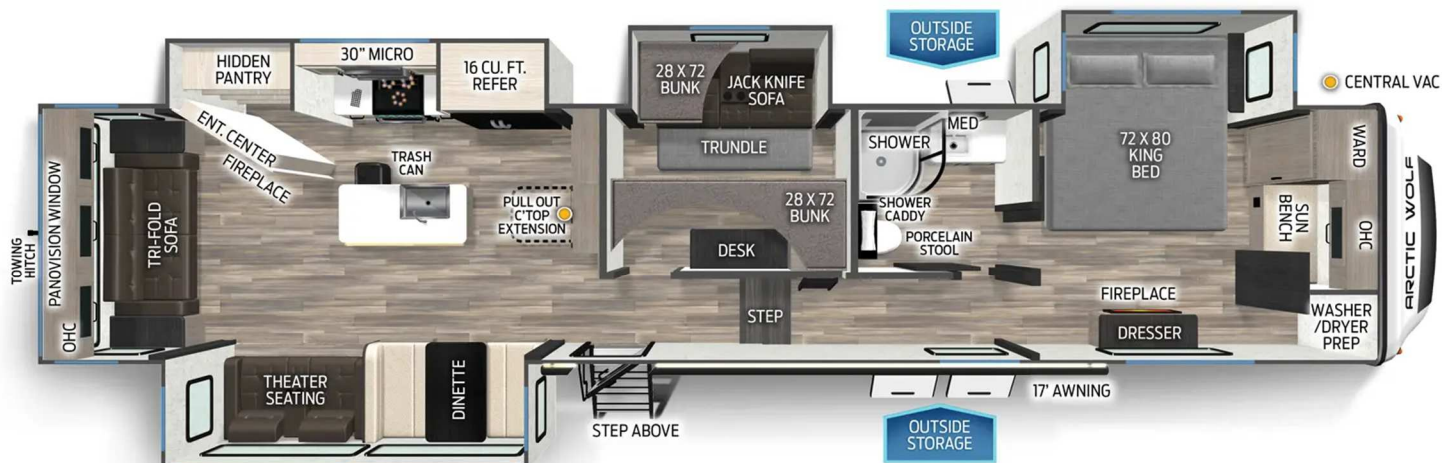 OUTSIDE
STORAGE
CENTRAL VAC
HIDDEN
PANTRY
30" MICRO
16 CU. FT.
REFER
28 X 72
BUNK
JACK KNIFE
SOFA
TRUNDLE
SHOWER
MED
72 X 80
KING
BED
WARD
ENT. CENTER
FIREPLACE
TRASH
CAN
PULL OUT
C'TOP
EXTENSION
28 X 72
BUNK
DESK
SHOWER
CADDY
PORCELAIN
STOOL
SUN
BENCH
OHC
ARCTIC WOLF
TOWING
HITCH
PANOVISION WINDOW
TRI-FOLD
SOFA
OHC
STEP
FIREPLACE
DRESSER
WASHER
/DRYER
PREP
THEATER
SEATING
DINETTE
STEP ABOVE
17' AWNING
OUTSIDE
STORAGE